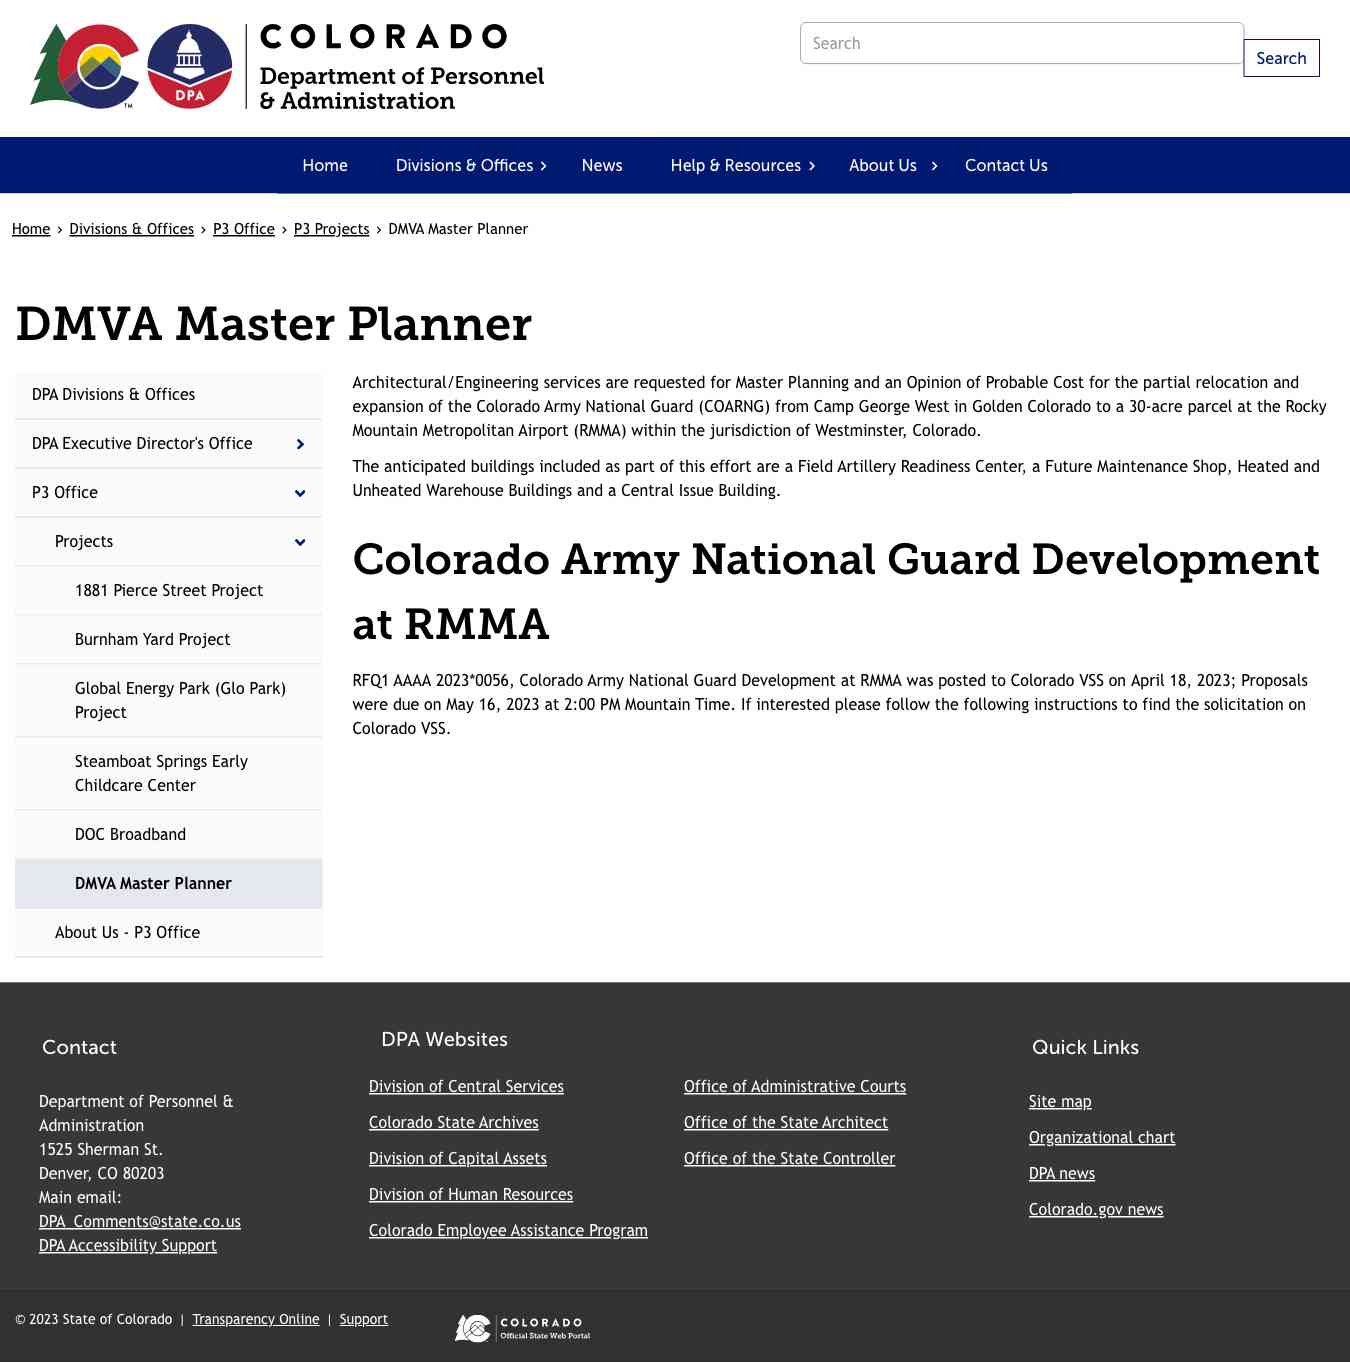 DPA
TM
COLORADO
Department of Personnel
& Administration
Search
Search
Home
Divisions & Offices
News
Help & Resources
About Us
Contact Us
Home › Divisions & Offices › P3 Office › P3 Projects › DMVA Master Planner
DMVA Master Planner
DPA Divisions & Offices
DPA Executive Director's Office
P3 Office
Projects
1881 Pierce Street Project
Burnham Yard Project
Global Energy Park (Glo Park)
Project
Steamboat Springs Early
Childcare Center
DOC Broadband
DMVA Master Planner
About Us - P3 Office
Architectural/Engineering services are requested for Master Planning and an Opinion of Probable Cost for the partial relocation and
expansion of the Colorado Army National Guard (COARNG) from Camp George West in Golden Colorado to a 30-acre parcel at the Rocky
Mountain Metropolitan Airport (RMMA) within the jurisdiction of Westminster, Colorado.
The anticipated buildings included as part of this effort are a Field Artillery Readiness Center, a Future Maintenance Shop, Heated and
Unheated Warehouse Buildings and a Central Issue Building.
Colorado Army National Guard Development
at RMMA
RFQ1 AAAA 2023*0056, Colorado Army National Guard Development at RMMA was posted to Colorado VSS on April 18, 2023; Proposals
were due on May 16, 2023 at 2:00 PM Mountain Time. If interested please follow the following instructions to find the solicitation on
Colorado VSS.
Contact
Department of Personnel &
Administration
1525 Sherman St.
Denver, CO 80203
Main email:
DPA_Comments@state.co.us
DPA Accessibility Support
DPA Websites
Division of Central Services
Colorado State Archives
Division of Capital Assets
Division of Human Resources
Colorado Employee Assistance Program
Office of Administrative Courts
Office of the State Architect
Office of the State Controller
Quick Links
Site map
Organizational chart
DPA news
Colorado.gov news
© 2023 State of Colorado | Transparency Online | Support
COLORADO
Official State Web Portal